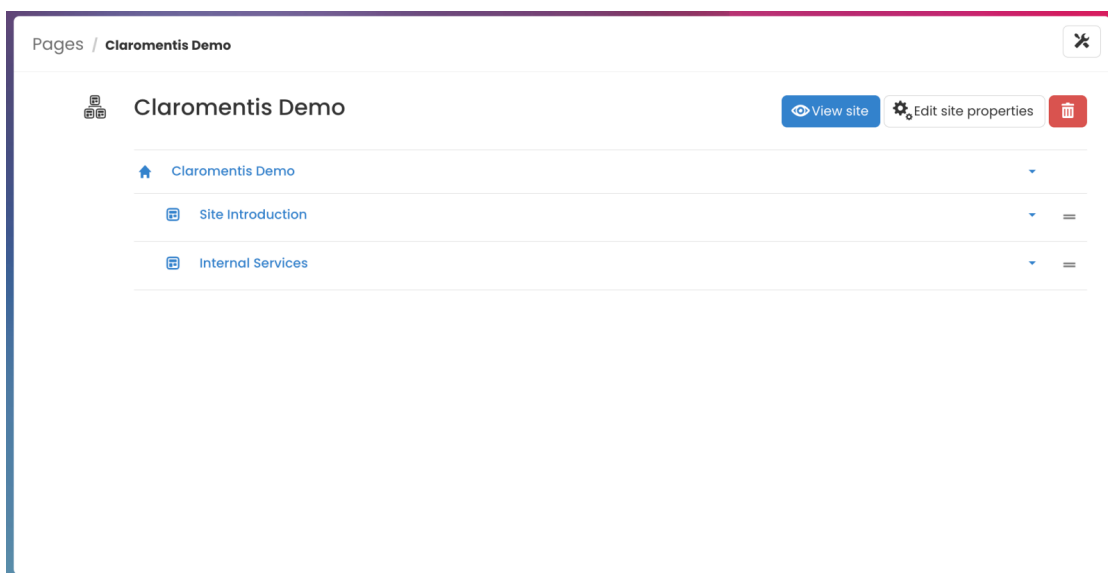 Pages / Claromentis Demo
Claromentis Demo
View site
Edit site properties
Claromentis Demo
Site Introduction
Internal Services